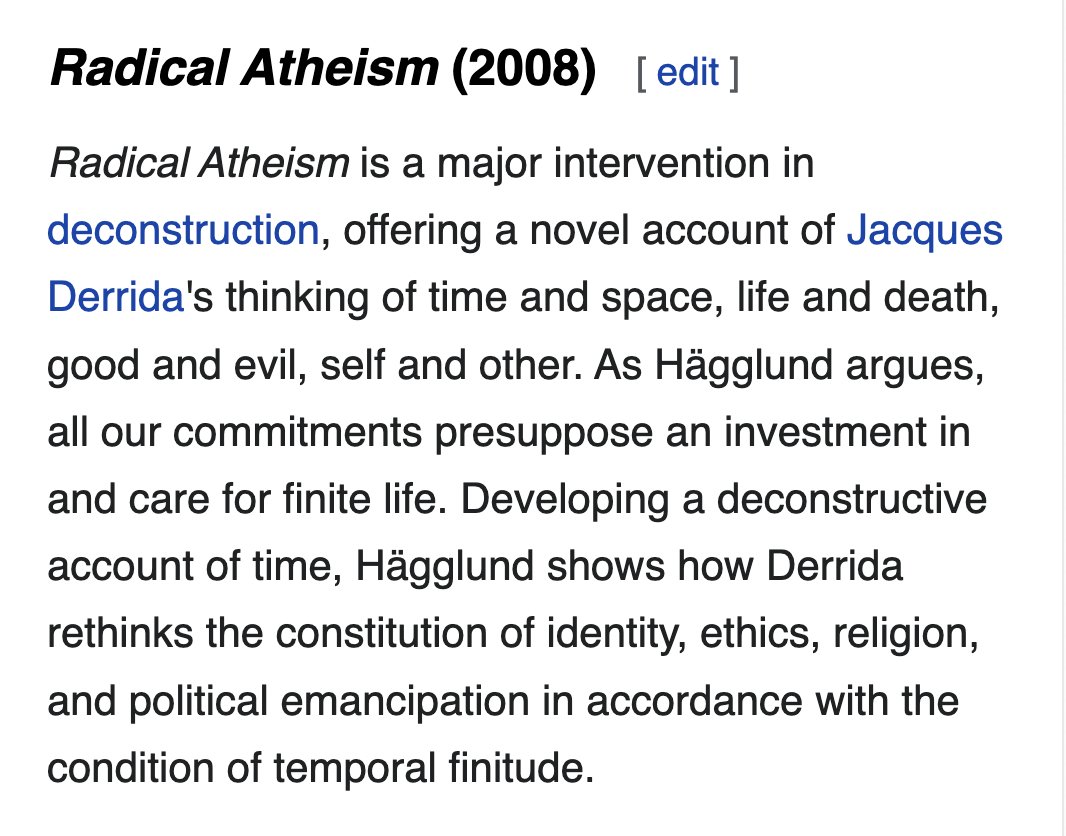 Radical Atheism (2008) [ edit ]
Radical Atheism is a major intervention in
deconstruction, offering a novel account of Jacques
Derrida's thinking of time and space, life and death,
good and evil, self and other. As Hägglund argues,
all our commitments presuppose an investment in
and care for finite life. Developing a deconstructive
account of time, Hägglund shows how Derrida
rethinks the constitution of identity, ethics, religion,
and political emancipation in accordance with the
condition of temporal finitude.